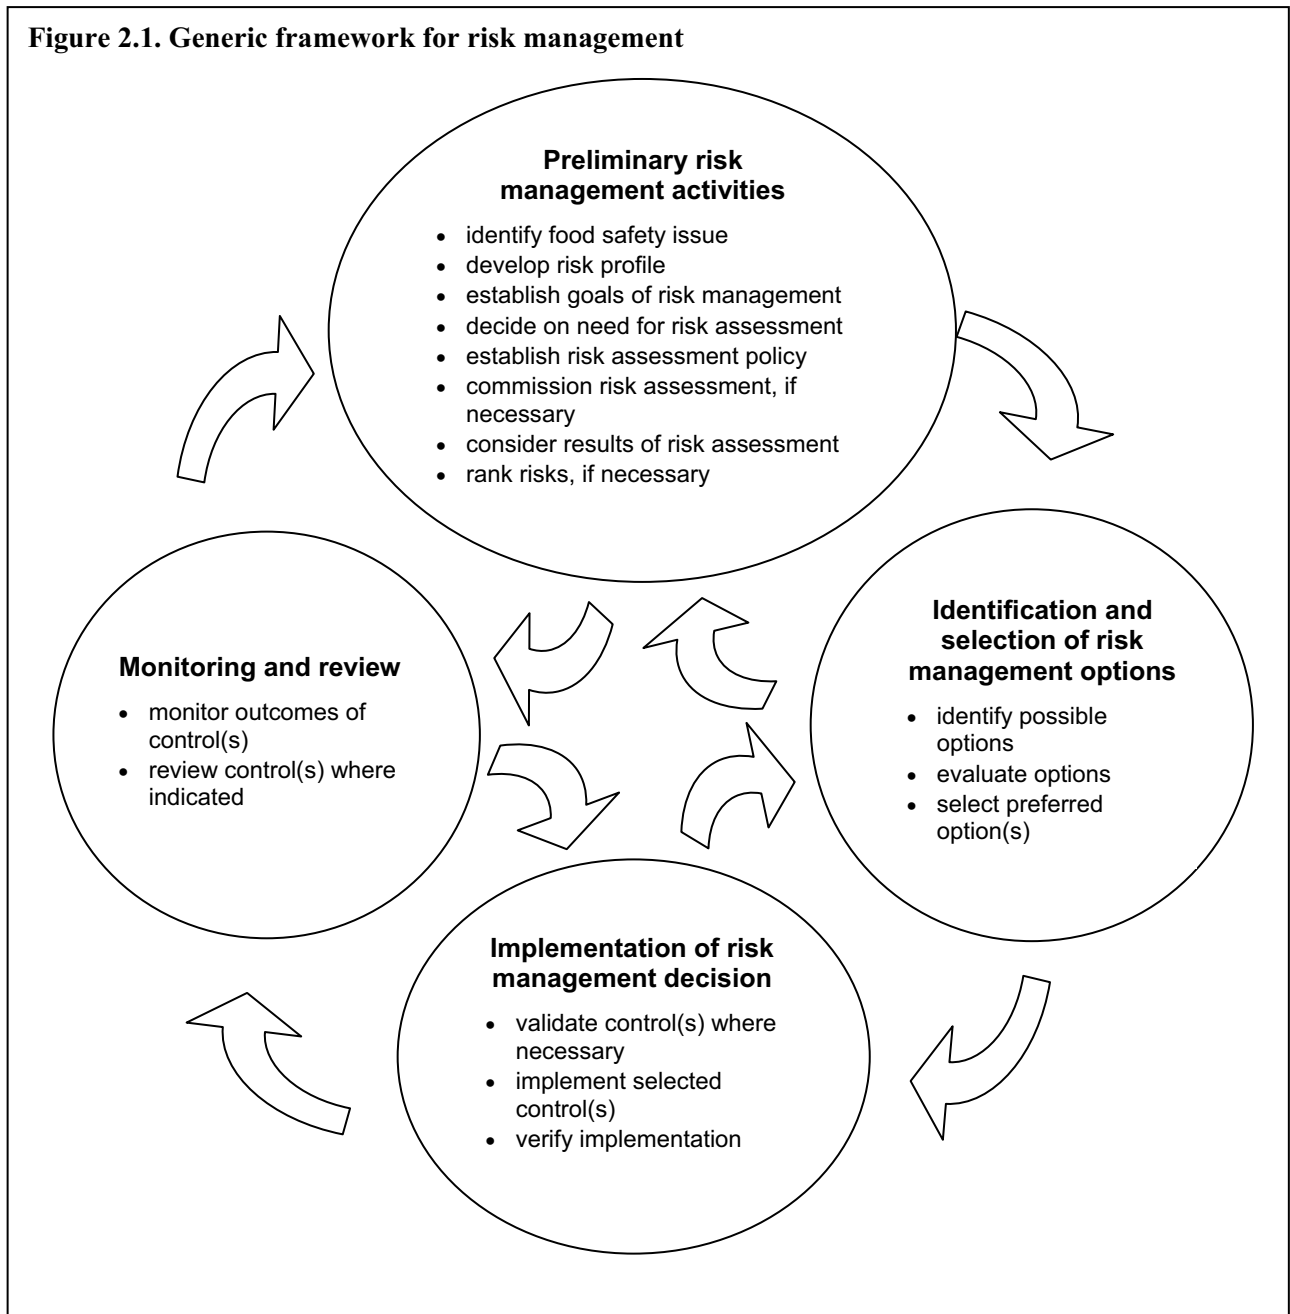 Figure 2.1. Generic framework for risk management
Preliminary risk
management activities
• identify food safety issue
• develop risk profile
• establish goals of risk management
• decide on need for risk assessment
• establish risk assessment policy
• commission risk assessment, if
necessary
• consider results of risk assessment
• rank risks, if necessary
Monitoring and review
• monitor outcomes of
control(s)
• review control(s) where
indicated
Identification and
selection of risk
management options
• identify possible
options
• evaluate options
• select preferred
option(s)
Implementation of risk
management decision
• validate control(s) where
necessary
• implement selected
control(s)
• verify implementation